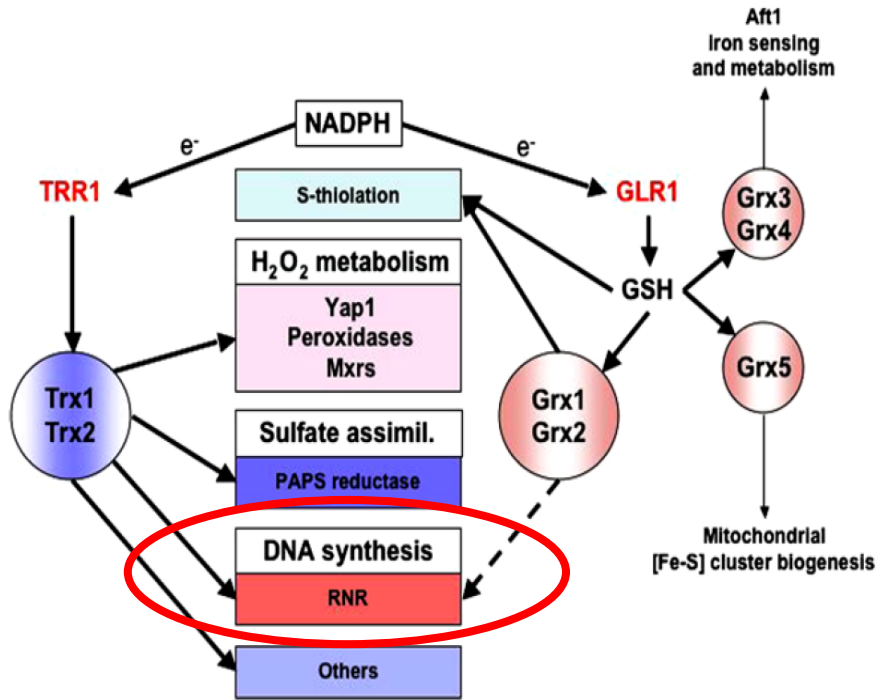 Aft1
Iron sensing
and metabolism
NADPH
e-
e-
TRR1
S-thiolation
GLR1
Grx3
Grx4
H2O2 metabolism
GSH
Yap1
Peroxidases
Mxrs
Grx5
Trx1
Trx2
Grx1
Grx2
Sulfate assimil.
PAPS reductase
DNA synthesis
Mitochondrial
[Fe-S] cluster biogenesis
RNR
Others